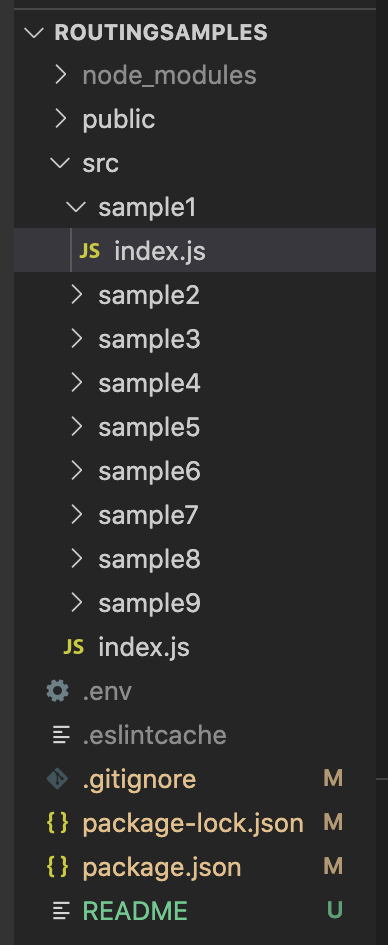 ROUTINGSAMPLES
node_modules
public
src
sample1
JS index.js
sample2
sample3
sample4
sample5
sample6
sample7
sample8
sample9
JS index.js
.env
.eslintcache
.gitignore M
{} package-lock.json M
{} package.json M
README U